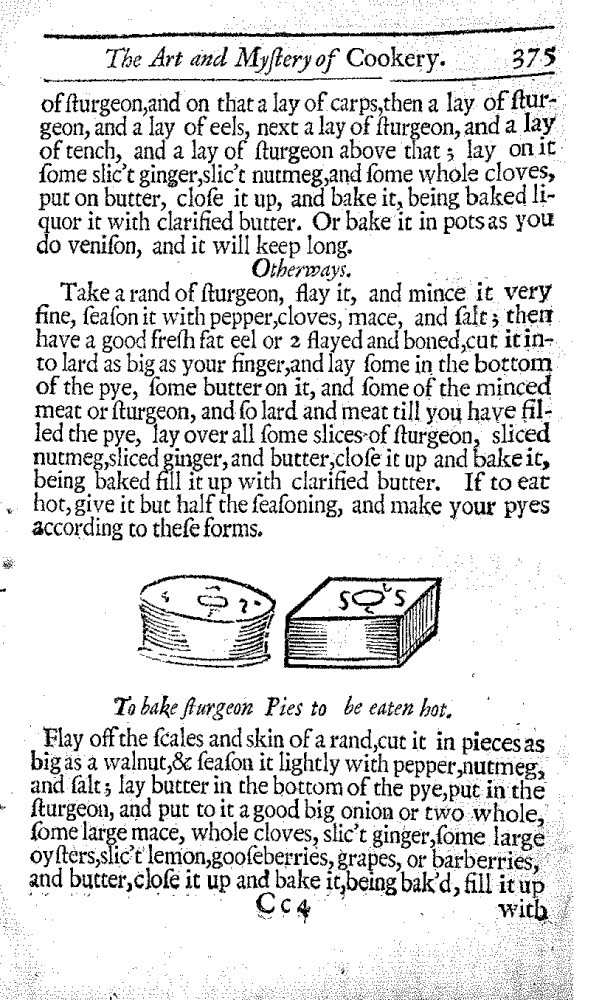 The Art and Myſtery of Cookery. 375
of ſturgeon,and on that a lay of carps,then a lay of ſtur-
geon, and a lay of eels, next a lay of ſturgeon, and a lay
of tench, and a lay of ſturgeon above that; lay on it
ſome slic't ginger,slic't nutmeg,and ſome whole cloves,
put on butter, cloſe it up, and bake it, being baked li-
quor it with clarified butter. Or bake it in pots as you
do veniſon, and it will keep long.
Otherways.
Take a rand of ſturgeon, flay it, and mince it very
fine, ſeaſon it with pepper,cloves, mace, and ſalt; then
have a good freſh fat eel or 2 flayed and boned,cut it in-
to lard as big as your finger,and lay ſome in the bottom
of the pye, ſome butter on it, and ſome of the minced
meat or ſturgeon, and ſo lard and meat till you have fil-
led the pye, lay over all ſome slices of ſturgeon, sliced
nutmeg,sliced ginger, and butter,cloſe it up and bake it,
being baked fill it up with clarified butter. If to eat
hot, give it but half the ſeaſoning, and make your pyes
according to theſe forms.
To bake ſturgeon Pies to be eaten hot.
Flay off the ſcales and skin of a rand,cut it in pieces as
big as a walnut,& ſeaſon it lightly with pepper,nutmeg,
and ſalt; lay butter in the bottom of the pye,put in the
ſturgeon, and put to it a good big onion or two whole,
ſome large mace, whole cloves, slic't ginger,ſome large
oyſters,slic't lemon,gooſeberries, grapes, or barberries,
and butter,cloſe it up and bake it,being bak'd, fill it up
Cc4 with